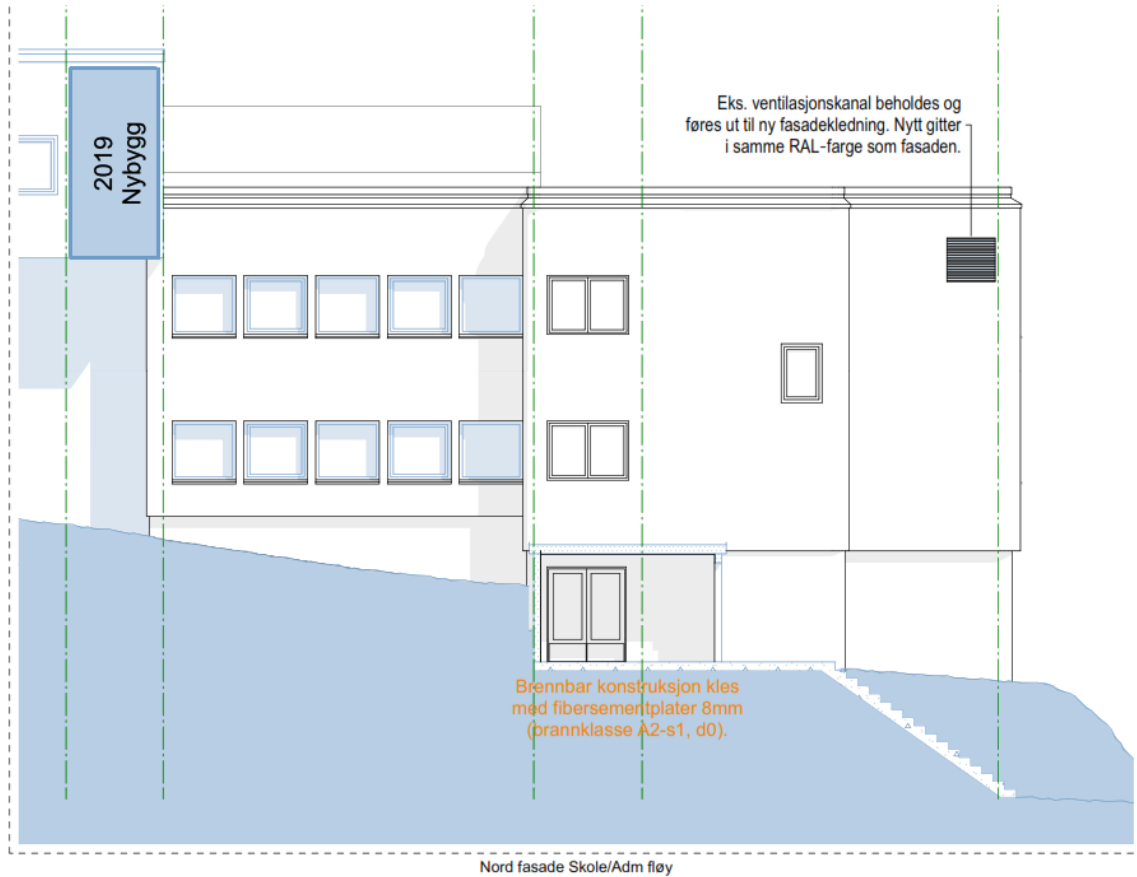 2019
Nybygg
Eks. ventilasjonskanal beholdes og
føres ut til ny fasadekledning. Nytt gitter
i samme RAL-farge som fasaden.
Brennbar konstruksjon kles
med fibersementplater 8mm
(brannklasse A2-s1, d0).
Nord fasade Skole/Adm fløy